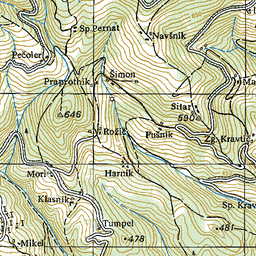 Sp Pernat
Navšnik
Pečoler
Praprotnik
Šimon
Sitar
646
590
Rožič
Pušnik
Zg. Kravtič
Mori
Harnik
Klasnik
Sp. Krav
Tumpel
481
Mikel
478